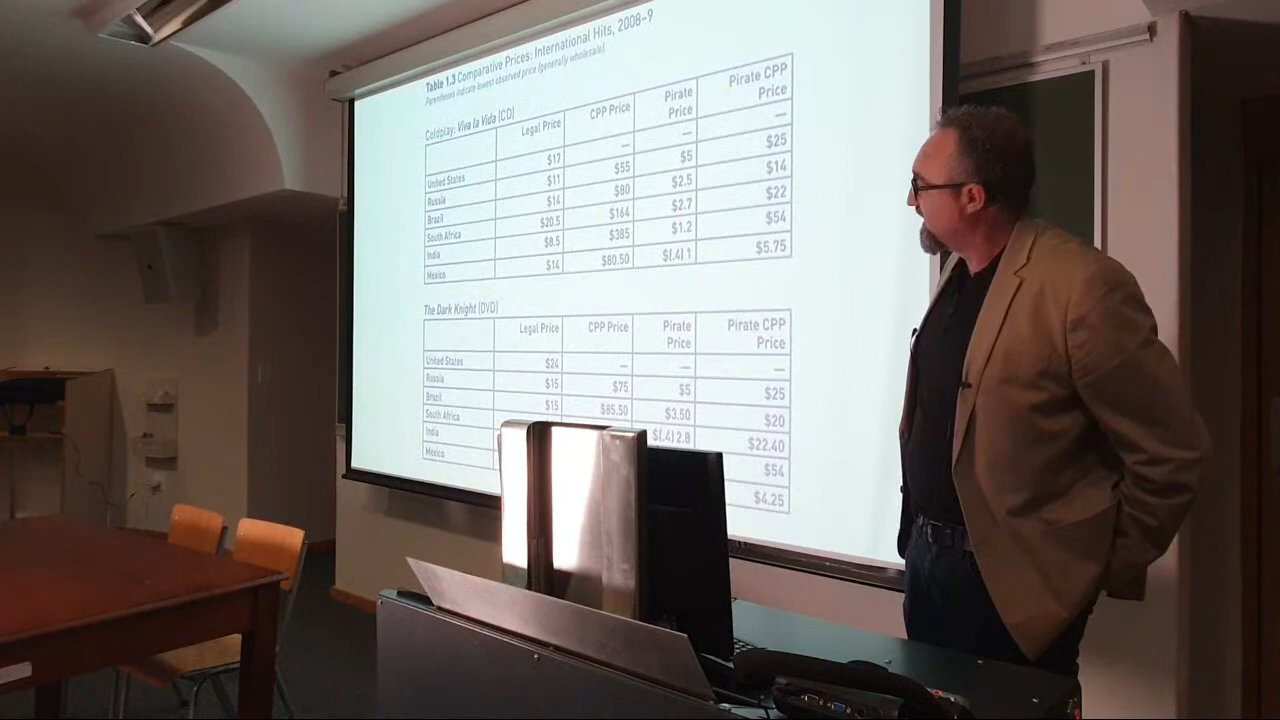 Table 1.3 Comparative Prices: International Hits, 2008–9
Parentheses indicate lowest observed price (generally wholesale).
Coldplay: Viva la Vida (CD)
Legal Price CPP Price Pirate Price Pirate CPP Price
United States $17 — — —
Russia $11 $55 $5 $25
Brazil $14 $80 $2.5 $14
South Africa $20.5 $164 $2.7 $22
India $8.5 $385 $1.2 $54
Mexico $14 $80.50 $(.4) 1 $5.75
The Dark Knight (DVD)
Legal Price CPP Price Pirate Price Pirate CPP Price
United States $24 — — —
Russia $15 $75 $5 $25
Brazil $15 $85.50 $3.50 $20
South Africa $(.4) 2.8 $22.40
India $54
Mexico $4.25